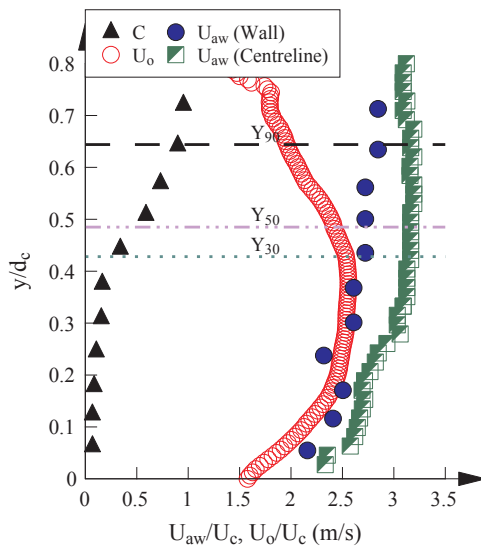 C
U_aw (Wall)
U_o
U_aw (Centreline)
0.8
0.7
Y_90
0.6
0.5
Y_50
Y_30
0.4
0.3
0.2
0.1
0
y/d_c
0 0.5 1 1.5 2 2.5 3 3.5
U_aw/U_c, U_o/U_c (m/s)